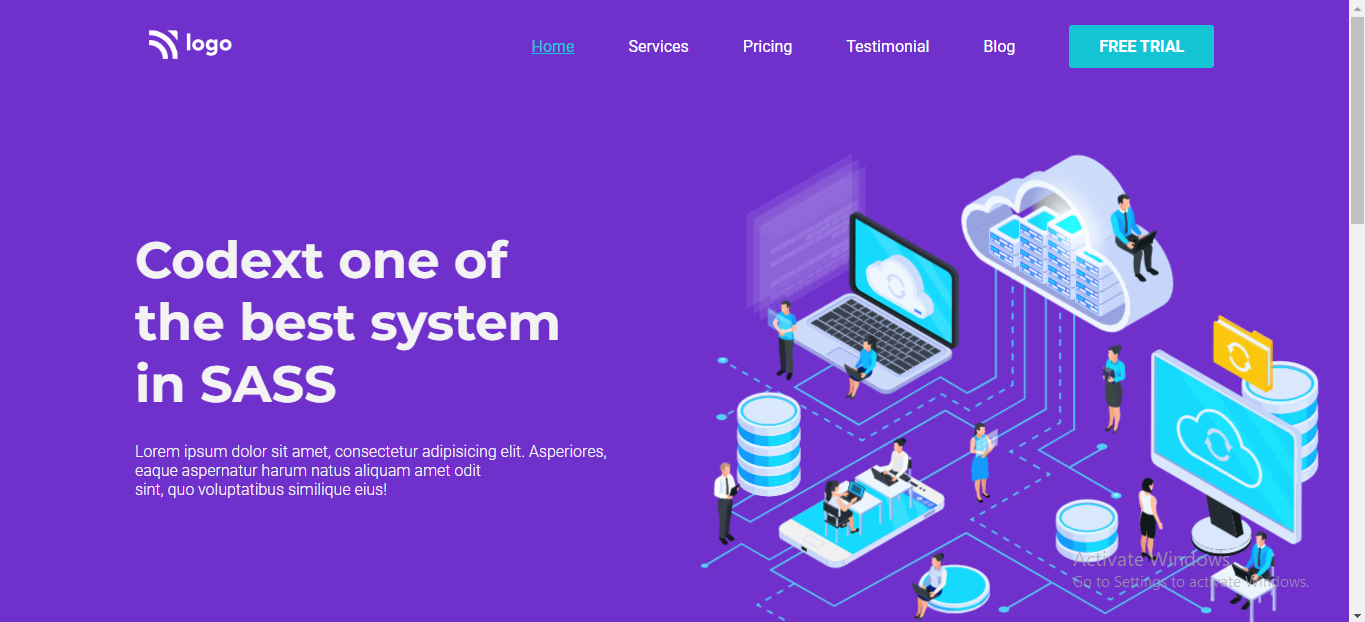 logo
Home Services Pricing Testimonial Blog FREE TRIAL
Codext one of
the best system
in SASS
Lorem ipsum dolor sit amet, consectetur adipisicing elit. Asperiores,
eaque aspernatur harum natus aliquam amet odit
sint, quo voluptatibus similique eius!
Activate Windows
Go to Settings to activate Windows.